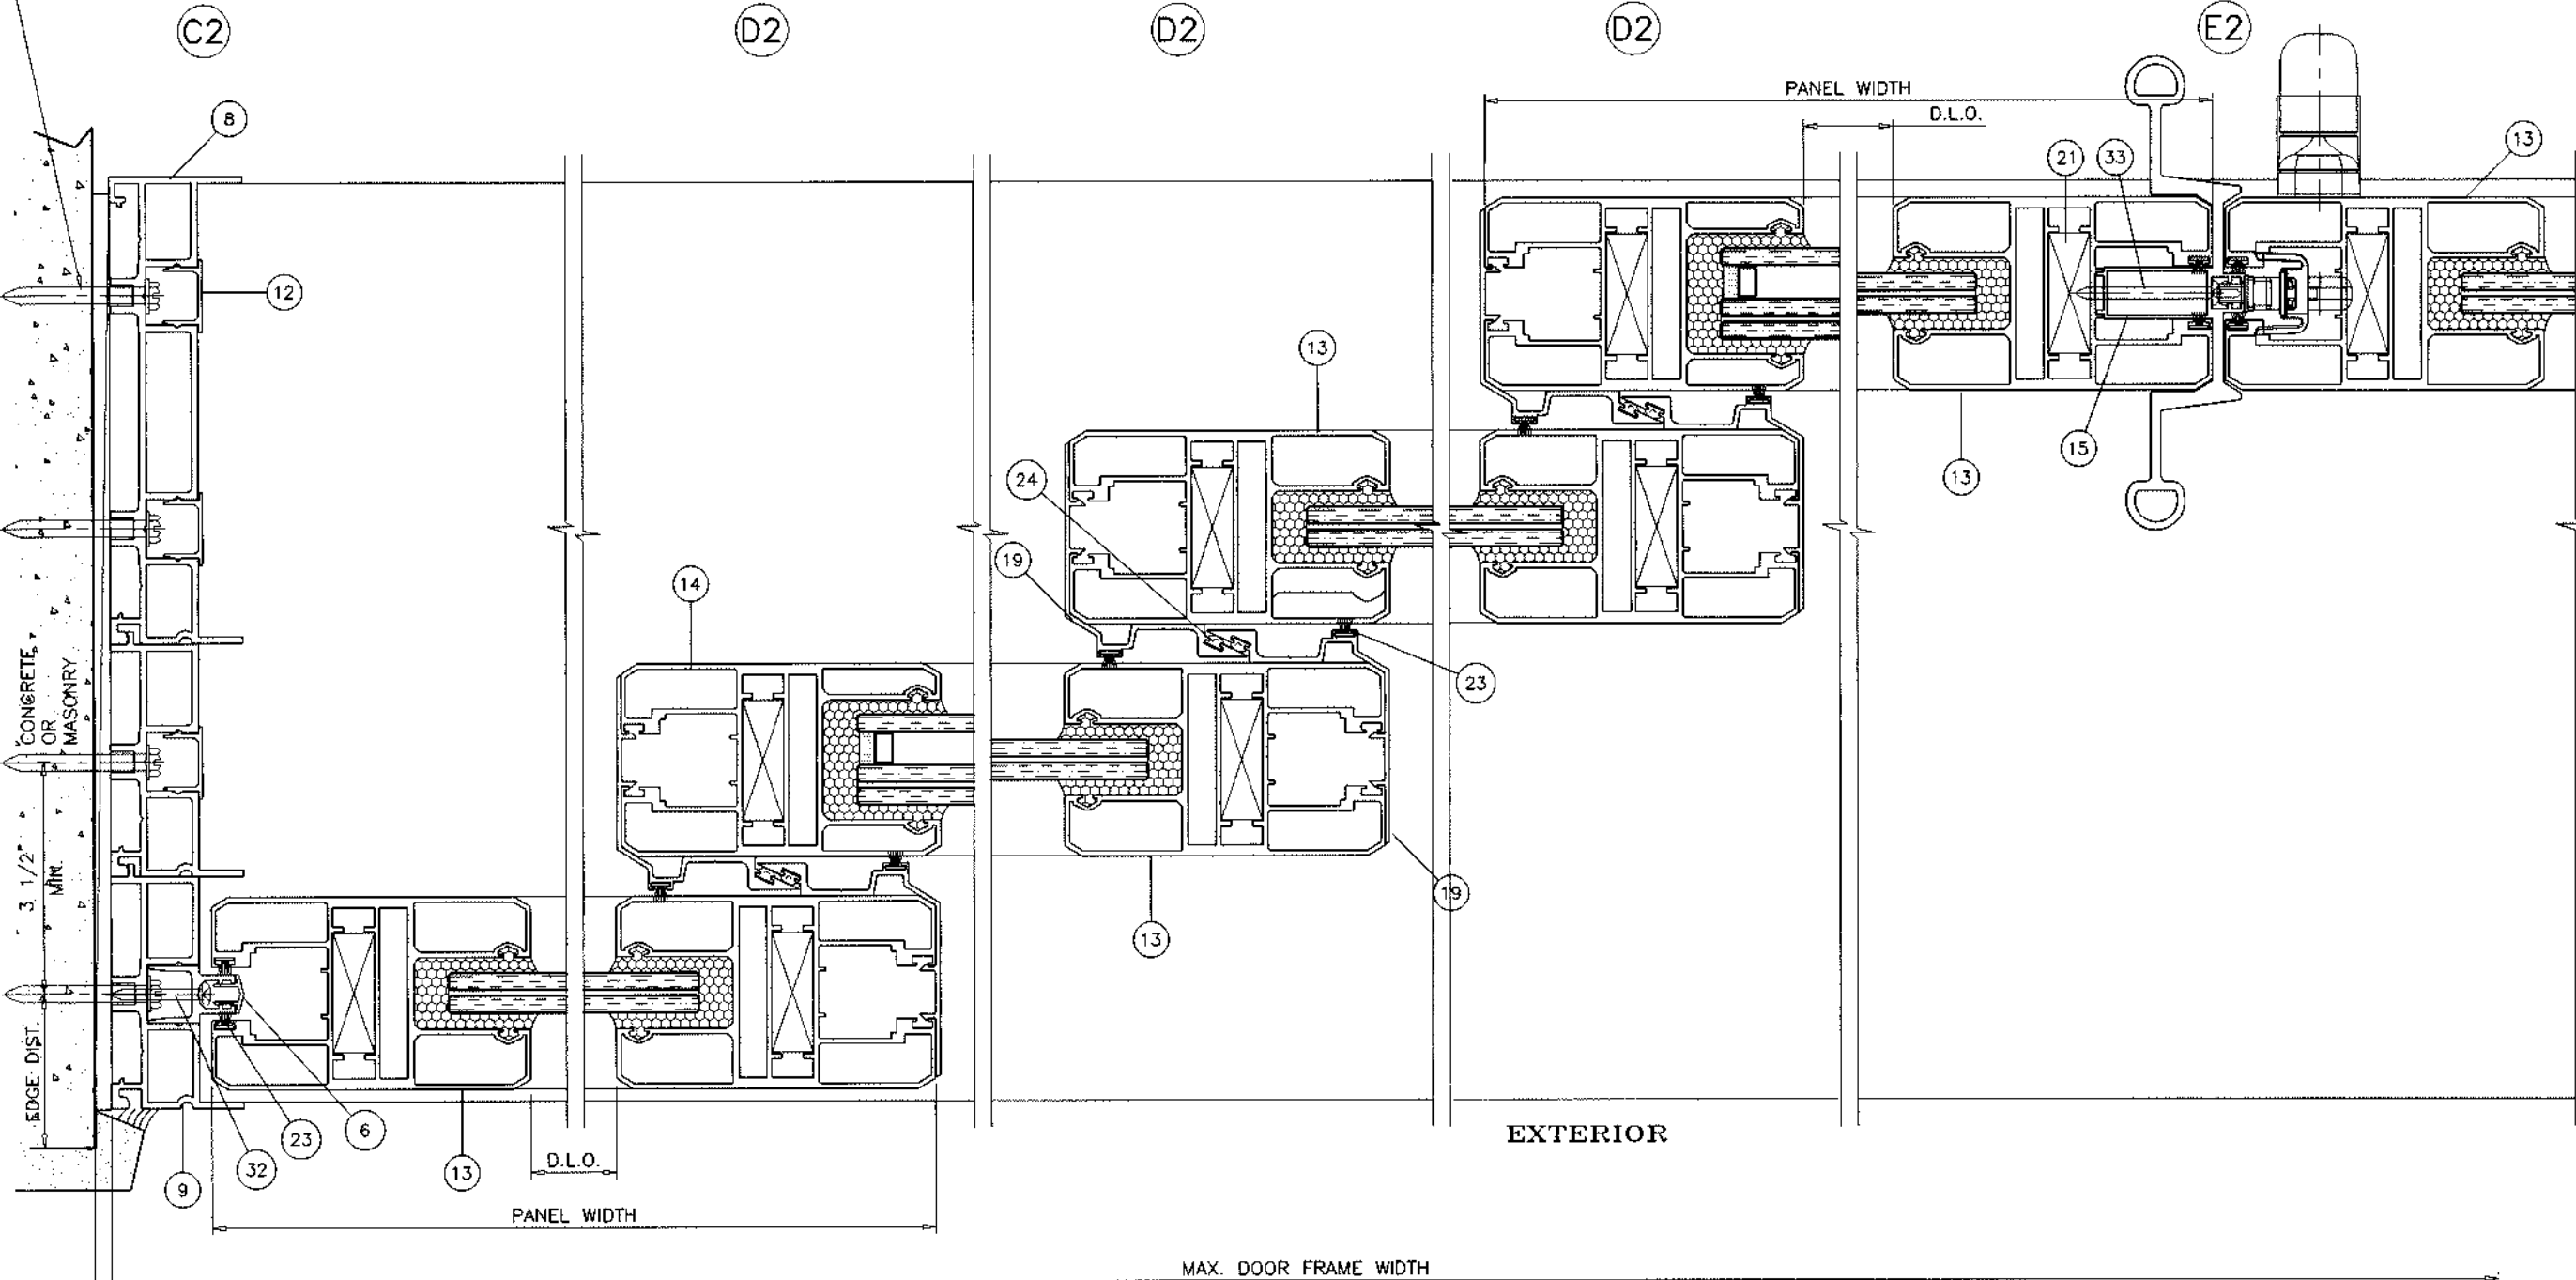 C2
D2
D2
D2
E2
PANEL WIDTH
D.L.O.
8
21
33
13
12
13
24
15
13
19
14
23
CONCRETE
OR
MASONRY
3 1/2"
MIN.
19
13
EDGE DIST.
23
6
32
13
9
D.L.O.
EXTERIOR
PANEL WIDTH
MAX. DOOR FRAME WIDTH